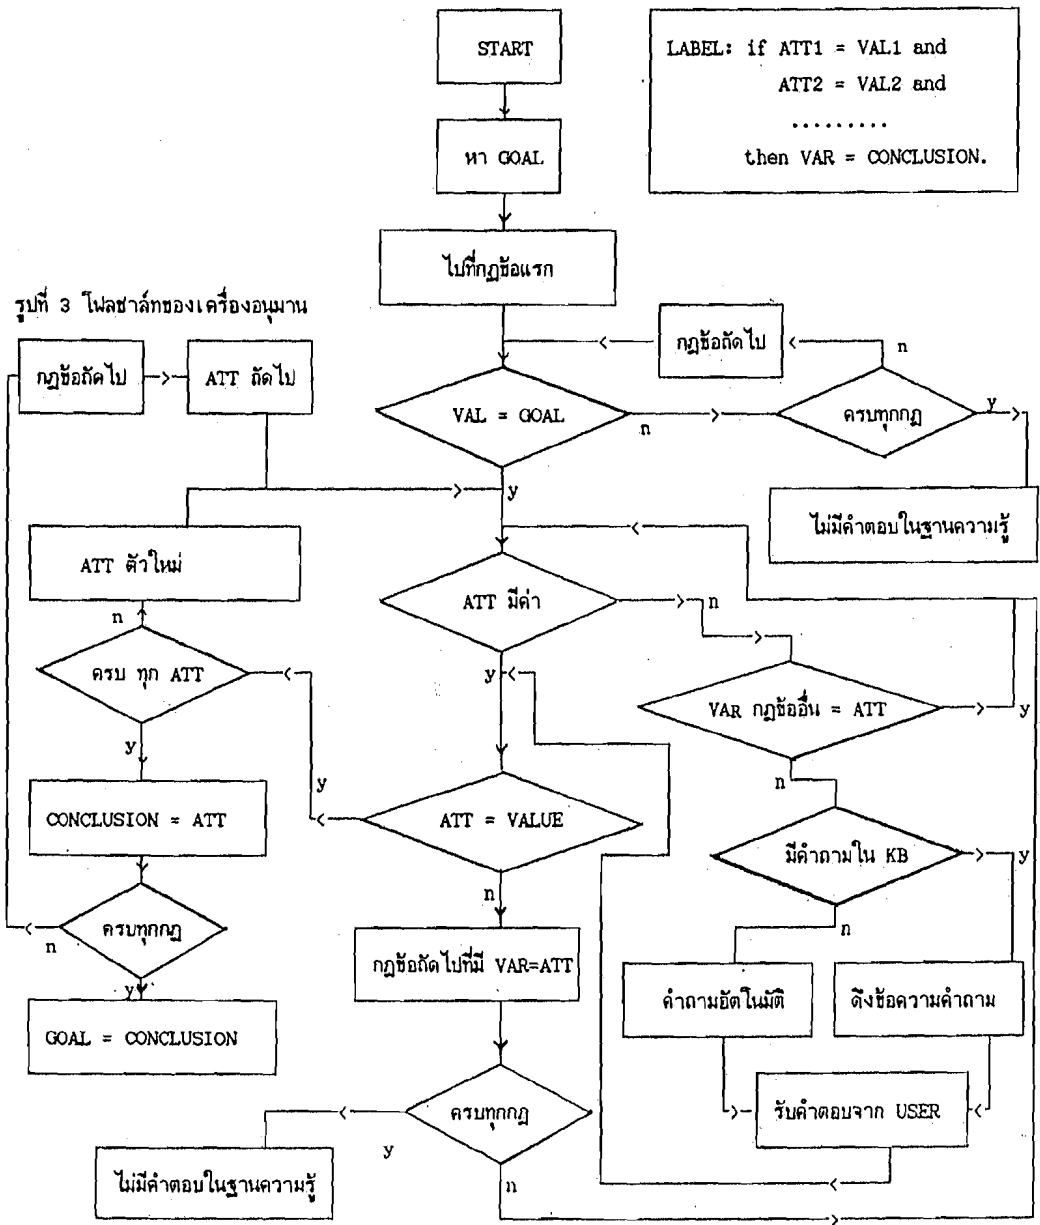 START
LABEL: if ATT1 = VAL1 and
ATT2 = VAL2 and
.........
then VAR = CONCLUSION.
หา GOAL
ไปที่กฎข้อแรก
รูปที่ 3 โฟลชาล์ทของเครื่องอนุมาน
กฎข้อถัดไป
ATT ถัดไป
กฎข้อถัดไป
n
VAL = GOAL
n
ครบทุกกฎ
y
y
ไม่มีคำตอบในฐานความรู้
ATT ตัวใหม่
ATT มีค่า
n
n
ครบ ทุก ATT
y
VAR กฎข้ออื่น = ATT
y
y
n
y
CONCLUSION = ATT
ATT = VALUE
มีคำถามใน KB
y
n
n
ครบทุกกฎ
n
กฎข้อถัดไปที่มี VAR=ATT
y
คำถามอัตโนมัติ
ดึงข้อความคำถาม
GOAL = CONCLUSION
ครบทุกกฎ
รับคำตอบจาก USER
y
ไม่มีคำตอบในฐานความรู้
n